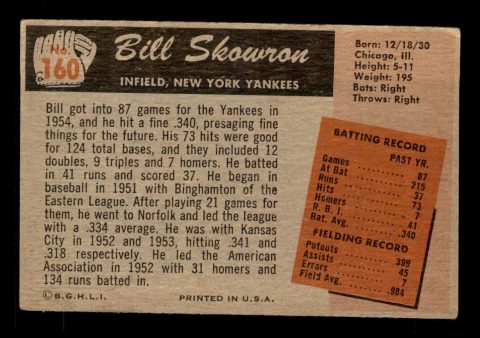 No.
160
Bill Skowron
INFIELD, NEW YORK YANKEES
Born: 12/18/30
Chicago, Ill.
Height: 5-11
Weight: 195
Bats: Right
Throws: Right
Bill got into 87 games for the Yankees in
1954, and he hit a fine .340, presaging fine
things for the future. His 73 hits were good
for 124 total bases, and they included 12
doubles, 9 triples and 7 homers. He batted
in 41 runs and scored 37. He began in
baseball in 1951 with Binghamton of the
Eastern League. After playing 21 games for
them, he went to Norfolk and led the league
with a .334 average. He was with Kansas
City in 1952 and 1953, hitting .341 and
.318 respectively. He led the American
Association in 1952 with 31 homers and
134 runs batted in.
©B.G.H.L.I.
PRINTED IN U.S.A.
BATTING RECORD
PAST YR.
Games 87
At Bat 215
Runs 37
Hits 73
Homers 7
R. B. I. 41
Bat. Avg. .340
FIELDING RECORD
Putouts 399
Assists 45
Errors 7
Field Avg. .984